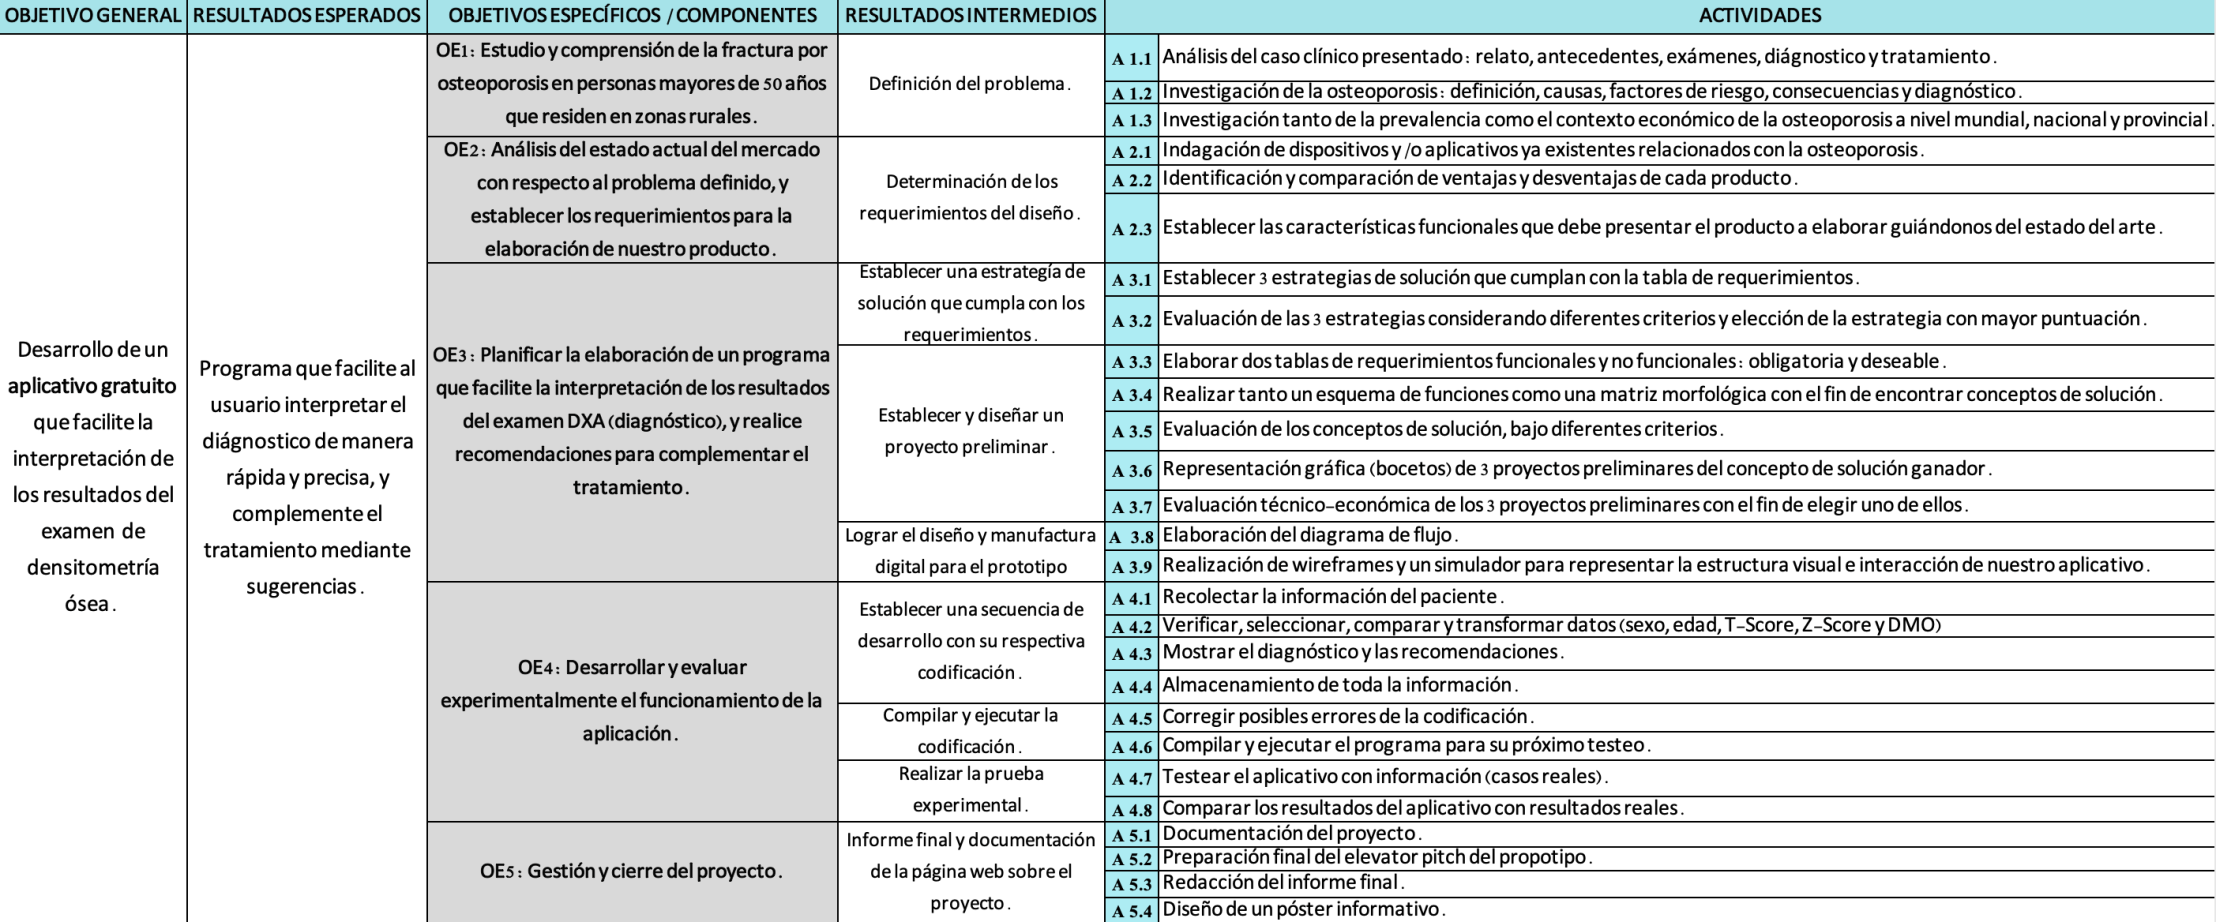 OBJETIVO GENERAL
RESULTADOS ESPERADOS
OBJETIVOS ESPECÍFICOS / COMPONENTES
RESULTADOS INTERMEDIOS
ACTIVIDADES
Desarrollo de un
aplicativo gratuito
que facilite la
interpretación de
los resultados del
examen de
densitometría
ósea.
Programa que facilite al
usuario interpretar el
diágnostico de manera
rápida y precisa, y
complemente el
tratamiento mediante
sugerencias.
OE1: Estudio y comprensión de la fractura por
osteoporosis en personas mayores de 50 años
que residen en zonas rurales.
Definición del problema.
A 1.1 Análisis del caso clínico presentado: relato, antecedentes, exámenes, diágnostico y tratamiento.
A 1.2 Investigación de la osteoporosis: definición, causas, factores de riesgo, consecuencias y diagnóstico.
A 1.3 Investigación tanto de la prevalencia como el contexto económico de la osteoporosis a nivel mundial, nacional y provincial.
OE2: Análisis del estado actual del mercado
con respecto al problema definido, y
establecer los requerimientos para la
elaboración de nuestro producto.
Determinación de los
requerimientos del diseño.
A 2.1 Indagación de dispositivos y/o aplicativos ya existentes relacionados con la osteoporosis.
A 2.2 Identificación y comparación de ventajas y desventajas de cada producto.
A 2.3 Establecer las características funcionales que debe presentar el producto a elaborar guiándonos del estado del arte.
OE3: Planificar la elaboración de un programa
que facilite la interpretación de los resultados
del examen DXA (diagnóstico), y realice
recomendaciones para complementar el
tratamiento.
Establecer una estrategía de
solución que cumpla con los
requerimientos.
A 3.1 Establecer 3 estrategias de solución que cumplan con la tabla de requerimientos.
A 3.2 Evaluación de las 3 estrategias considerando diferentes criterios y elección de la estrategia con mayor puntuación.
Establecer y diseñar un
proyecto preliminar.
A 3.3 Elaborar dos tablas de requerimientos funcionales y no funcionales: obligatoria y deseable.
A 3.4 Realizar tanto un esquema de funciones como una matriz morfológica con el fin de encontrar conceptos de solución.
A 3.5 Evaluación de los conceptos de solución, bajo diferentes criterios.
A 3.6 Representación gráfica (bocetos) de 3 proyectos preliminares del concepto de solución ganador.
A 3.7 Evaluación técnico-económica de los 3 proyectos preliminares con el fin de elegir uno de ellos.
Lograr el diseño y manufactura
digital para el prototipo
A 3.8 Elaboración del diagrama de flujo.
A 3.9 Realización de wireframes y un simulador para representar la estructura visual e interacción de nuestro aplicativo.
OE4: Desarrollar y evaluar
experimentalmente el funcionamiento de la
aplicación.
Establecer una secuencia de
desarrollo con su respectiva
codificación.
A 4.1 Recolectar la información del paciente.
A 4.2 Verificar, seleccionar, comparar y transformar datos (sexo, edad, T-Score, Z-Score y DMO)
A 4.3 Mostrar el diagnóstico y las recomendaciones.
A 4.4 Almacenamiento de toda la información.
Compilar y ejecutar la
codificación.
A 4.5 Corregir posibles errores de la codificación.
A 4.6 Compilar y ejecutar el programa para su próximo testeo.
Realizar la prueba
experimental.
A 4.7 Testear el aplicativo con información (casos reales).
A 4.8 Comparar los resultados del aplicativo con resultados reales.
OE5: Gestión y cierre del proyecto.
Informe final y documentación
de la página web sobre el
proyecto.
A 5.1 Documentación del proyecto.
A 5.2 Preparación final del elevator pitch del propotipo.
A 5.3 Redacción del informe final.
A 5.4 Diseño de un póster informativo.